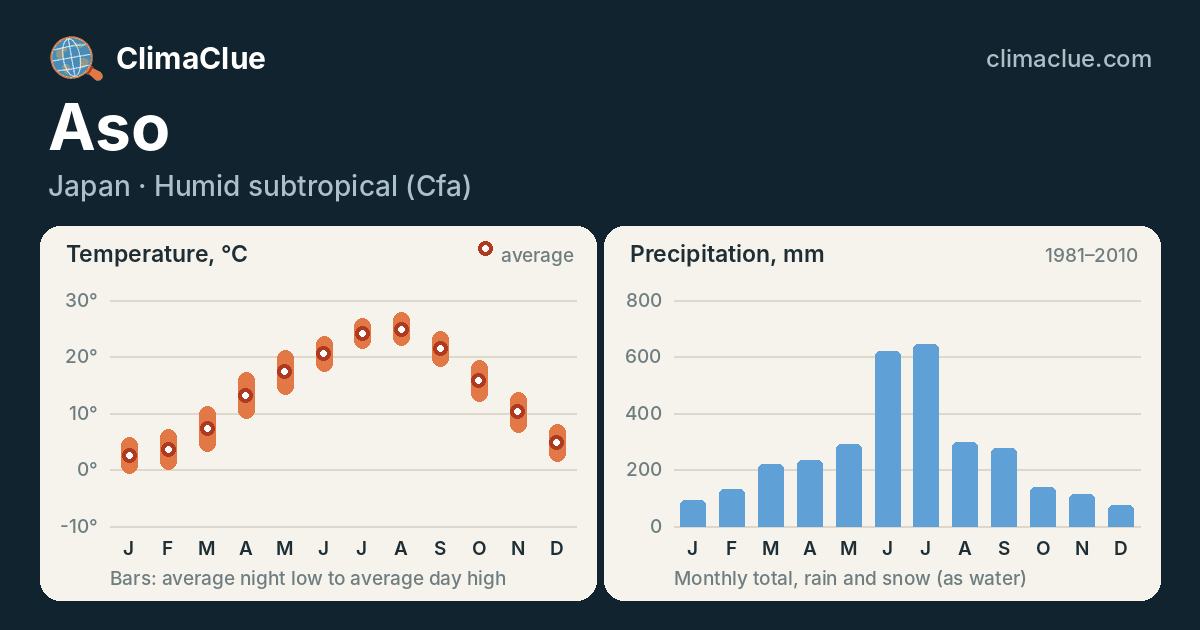 ClimaClue
climaclue.com
Aso
Japan · Humid subtropical (Cfa)
Temperature, °C
average
30°
20°
10°
0°
-10°
J F M A M J J A S O N D
Bars: average night low to average day high
Precipitation, mm
1981–2010
800
600
400
200
0
J F M A M J J A S O N D
Monthly total, rain and snow (as water)